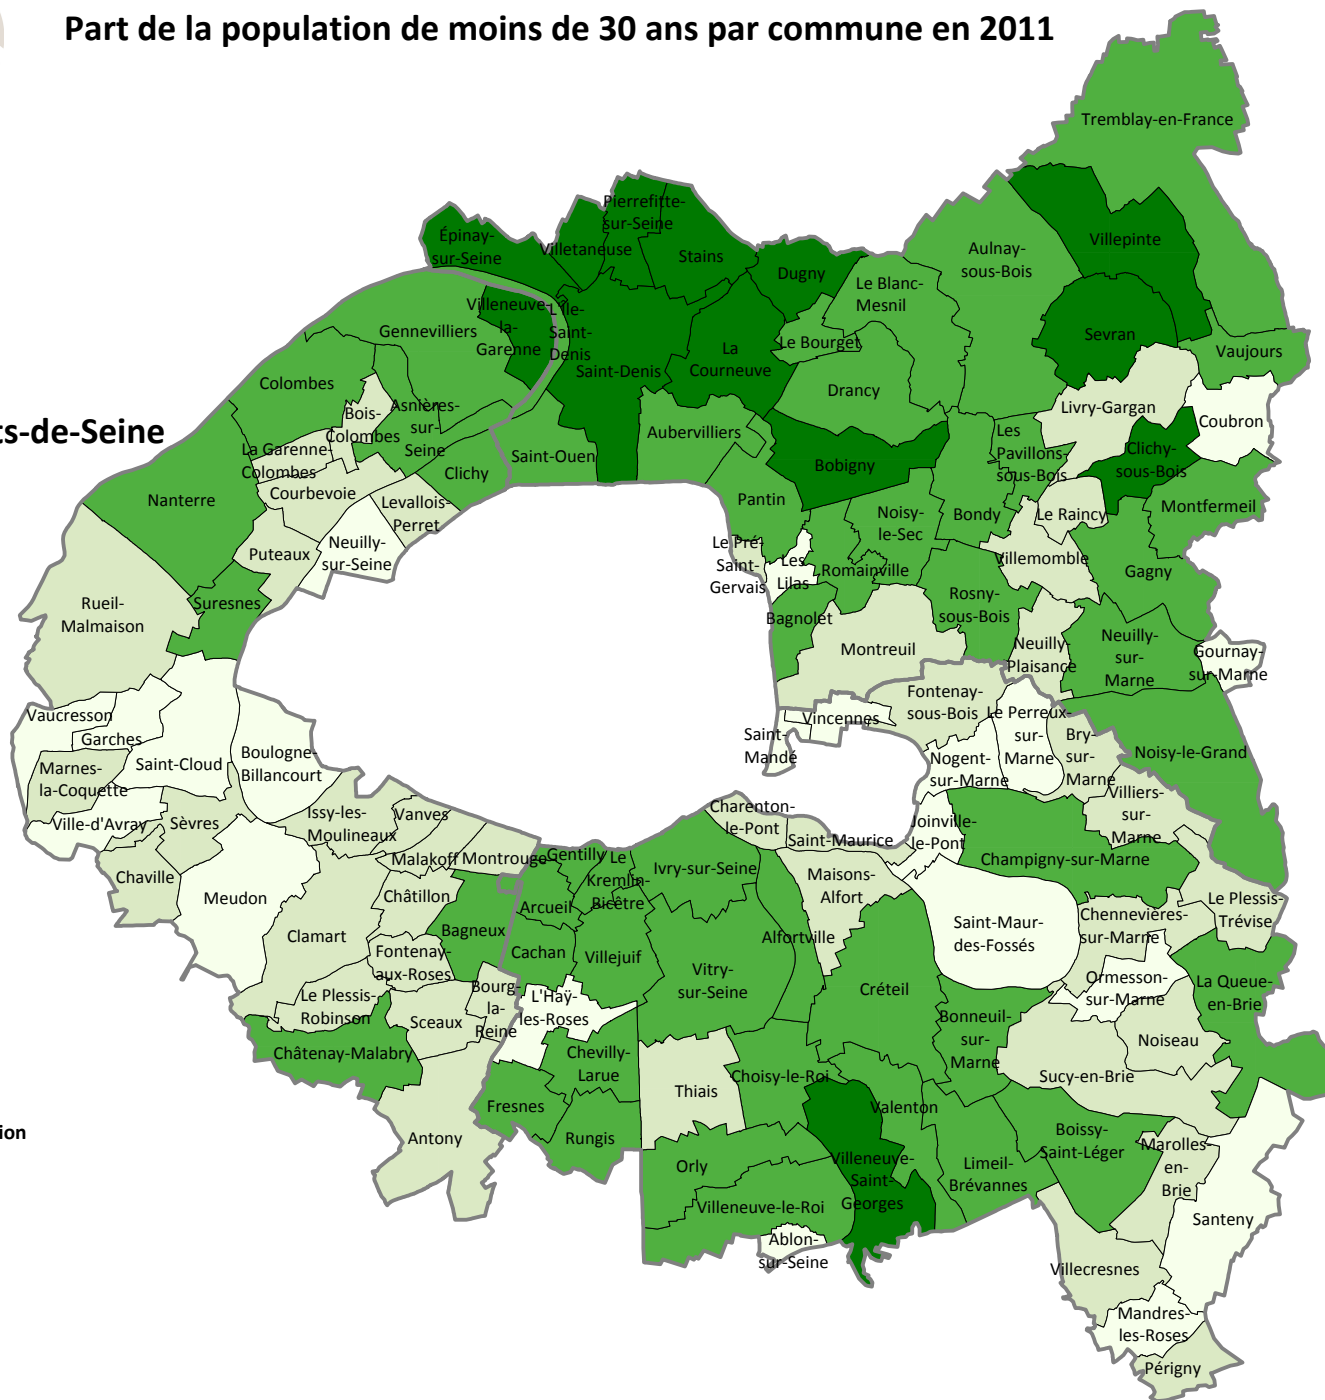 Part de la population de moins de 30 ans par commune en 2011
Tremblay-en-France
Pierrefitte-
sur-Seine
Épinay-
sur-Seine
Villetaneuse
Stains
Dugny
Aulnay-
sous-Bois
Villepinte
Le Blanc-
Mesnil
Villeneuve-
la-
Garenne
L'Île-
Saint-
Denis
Gennevilliers
Saint-Denis
La
Courneuve
Le Bourget
Sevran
Vaujours
Colombes
Drancy
Bois-
Colombes
Asnières-
sur-
Seine
Livry-Gargan
Coubron
ts-de-Seine
La Garenne-
Colombes
Clichy
Saint-Ouen
Aubervilliers
Bobigny
Les
Pavillons-
sous-Bois
Clichy-
sous-Bois
Nanterre
Courbevoie
Levallois-
Perret
Pantin
Noisy-
le-Sec
Bondy
Le Raincy
Montfermeil
Puteaux
Neuilly-
sur-Seine
Le Pré-
Saint-
Gervais
Les
Lilas
Romainville
Villemomble
Gagny
Rueil-
Malmaison
Suresnes
Bagnolet
Rosny-
sous-Bois
Montreuil
Neuilly-
Plaisance
Neuilly-
sur-
Marne
Gournay-
sur-Marne
Vaucresson
Garches
Saint-Cloud
Boulogne-
Billancourt
Saint-
Mandé
Vincennes
Fontenay-
sous-Bois
Le Perreux-
sur-
Marne
Nogent-
sur-Marne
Bry-
sur-
Marne
Noisy-le-Grand
Marnes-
la-Coquette
Ville-d'Avray
Sèvres
Issy-les-
Moulineaux
Vanves
Charenton-
le-Pont
Saint-Maurice
Joinville-
le-Pont
Villiers-
sur-
Marne
Chaville
Meudon
Malakoff
Montrouge
Gentilly
Le
Kremlin-
Bicêtre
Ivry-sur-Seine
Maisons-
Alfort
Champigny-sur-Marne
Châtillon
Arcueil
Le Plessis-
Trévise
Clamart
Bagneux
Cachan
Villejuif
Alfortville
Saint-Maur-
des-Fossés
Chennevières-
sur-Marne
Fontenay-
aux-Roses
Vitry-
sur-Seine
Créteil
Ormesson-
sur-Marne
La Queue-
en-Brie
Le Plessis-
Robinson
Sceaux
Bourg-
la-
Reine
L'Haÿ-
les-Roses
Bonneuil-
sur-
Marne
Noiseau
Châtenay-Malabry
Chevilly-
Larue
Thiais
Choisy-le-Roi
Sucy-en-Brie
Fresnes
Valenton
tion
Antony
Rungis
Orly
Villeneuve-
Saint-
Georges
Limeil-
Brévannes
Boissy-
Saint-Léger
Marolles-
en-
Brie
Villeneuve-le-Roi
Santeny
Ablon-
sur-Seine
Villecresnes
Mandres-
les-Roses
Périgny